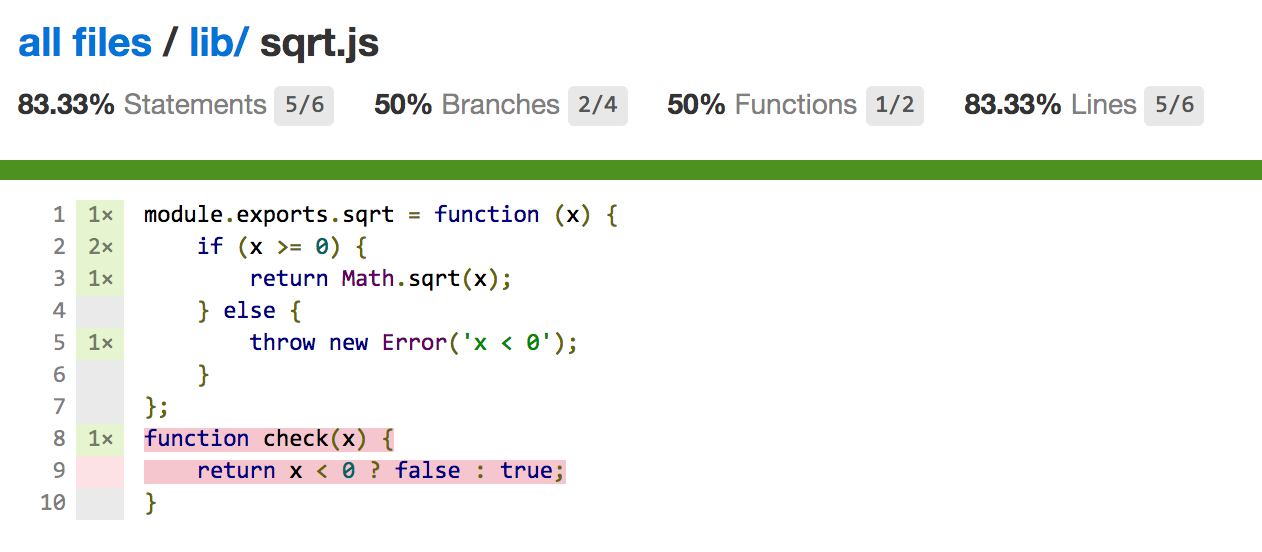 all files / lib/ sqrt.js
83.33% Statements 5/6 50% Branches 2/4 50% Functions 1/2 83.33% Lines 5/6
1 1× module.exports.sqrt = function (x) {
2 2×     if (x >= 0) {
3 1×         return Math.sqrt(x);
4     } else {
5 1×         throw new Error('x < 0');
6     }
7 };
8 1× function check(x) {
9     return x < 0 ? false : true;
10 }